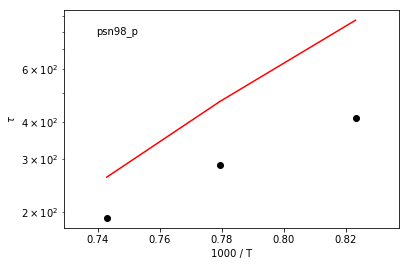 psn98_p
τ
6 × 10²
4 × 10²
3 × 10²
2 × 10²
0.74 0.76 0.78 0.80 0.82
1000 / T